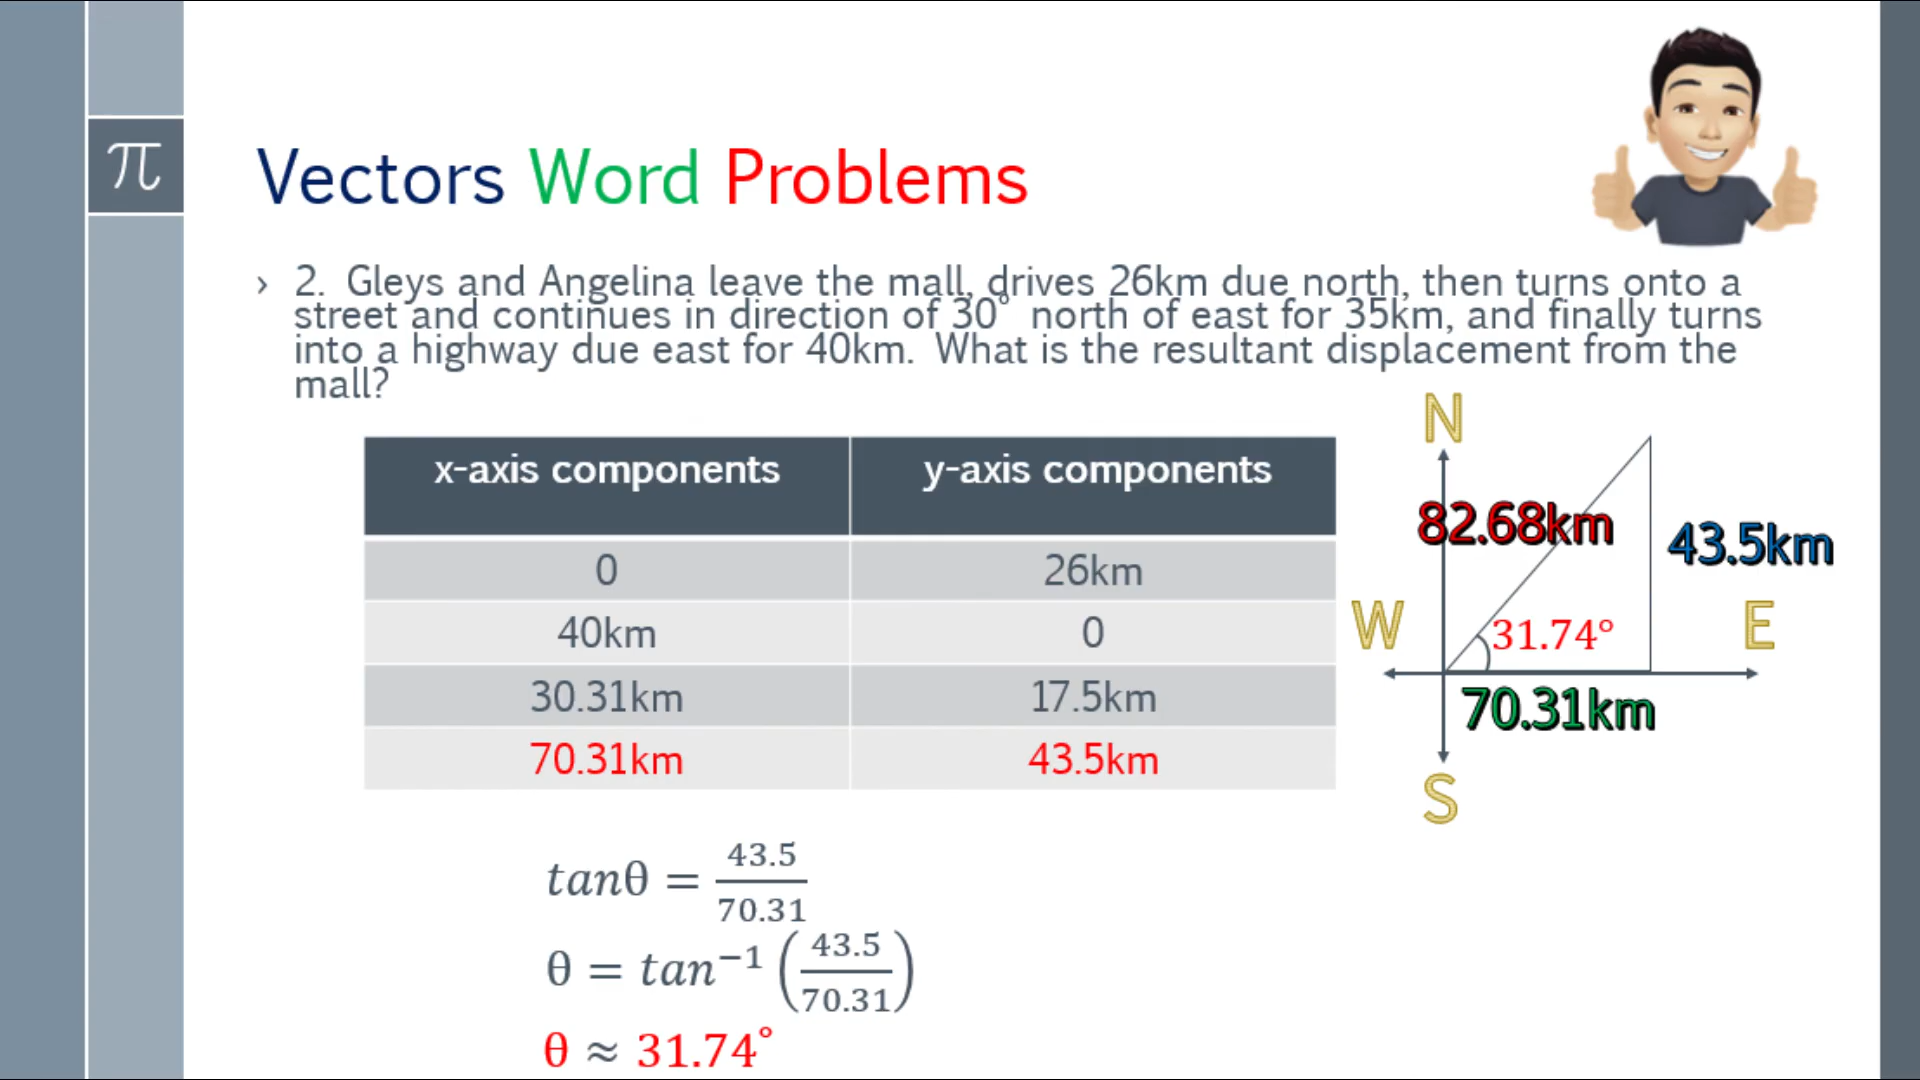 π
Vectors Word Problems
› 2. Gleys and Angelina leave the mall, drives 26km due north, then turns onto a
street and continues in direction of 30° north of east for 35km, and finally turns
into a highway due east for 40km. What is the resultant displacement from the
mall?
x-axis components y-axis components
0 26km
40km 0
30.31km 17.5km
70.31km 43.5km
N
82.68km
43.5km
W
31.74°
E
70.31km
S
tanθ = 43.5/70.31
θ = tan⁻¹ (43.5/70.31)
θ ≈ 31.74°